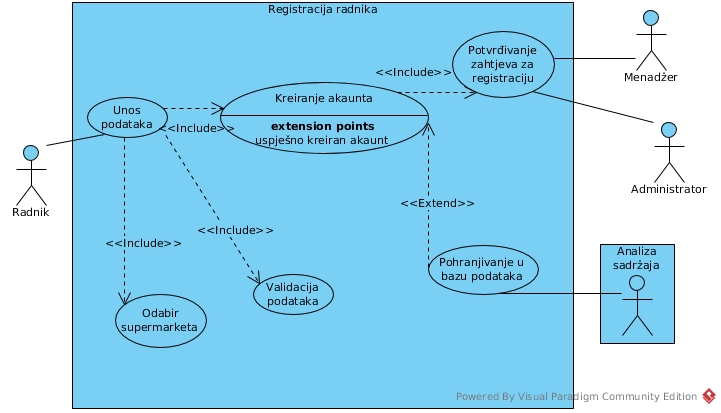 Registracija radnika
Potvrđivanje
zahtjeva za
registraciju
Menadžer
<<Include>>
Kreiranje akaunta
extension points
uspješno kreiran akaunt
Unos
podataka
<<Include>>
Radnik
Administrator
<<Extend>>
<<Include>>
<<Include>>
Pohranjivanje u
bazu podataka
Analiza
sadržaja
Validacija
podataka
Odabir
supermarketa
Powered By Visual Paradigm Community Edition